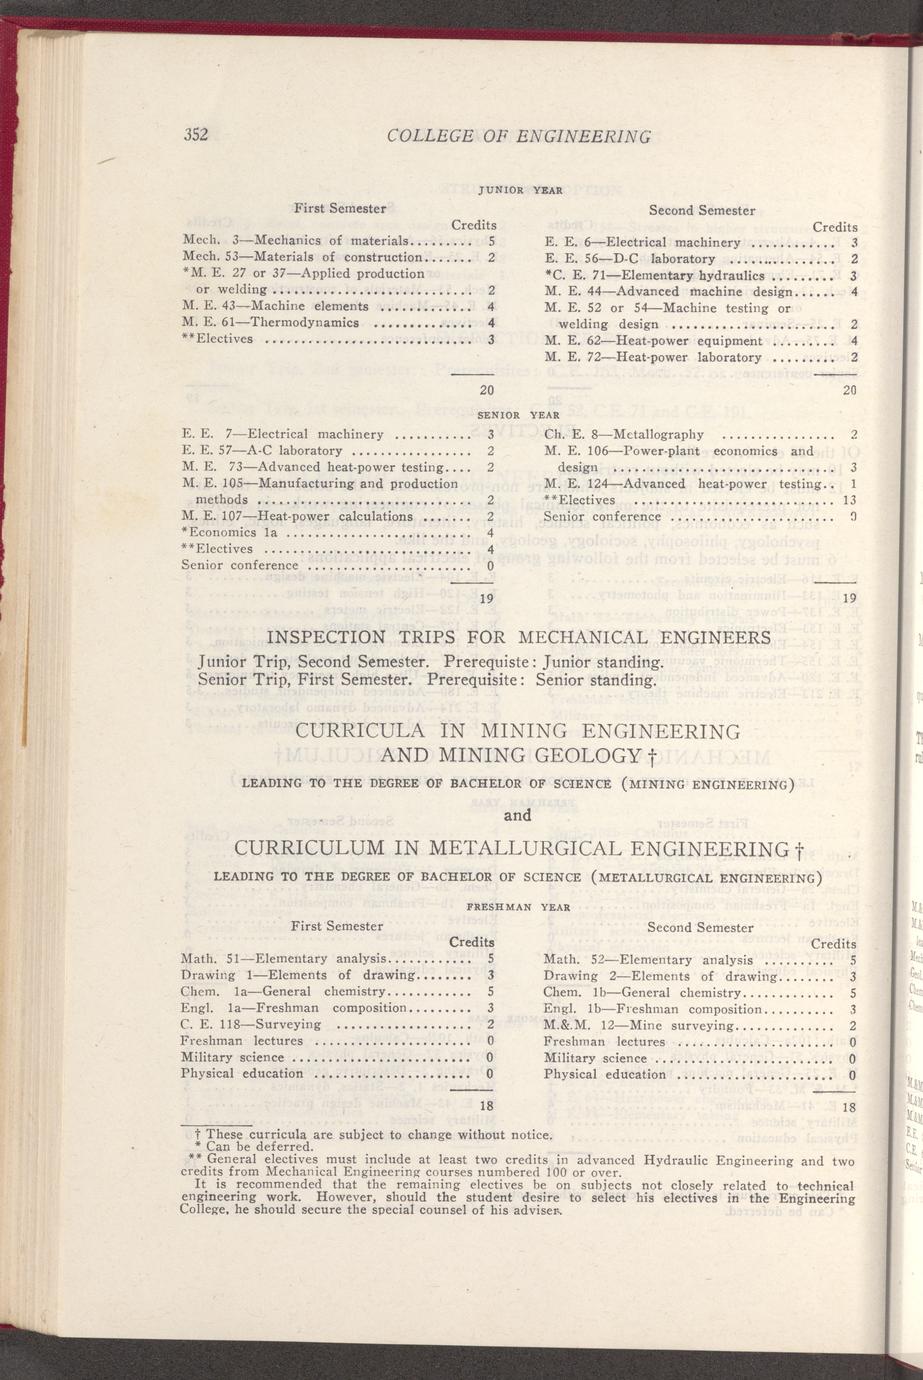 352
COLLEGE OF ENGINEERING
JUNIOR YEAR
First Semester
Credits
Mech. 3—Mechanics of materials......... 5
Mech. 53—Materials of construction....... 2
*M. E. 27 or 37—Applied production
or welding ............................ 2
M. E. 43—Machine elements ............. 4
M. E. 61—Thermodynamics .............. 4
**Electives ............................. 3
20
Second Semester
Credits
E. E. 6—Electrical machinery ............ 3
E. E. 56—D-C laboratory ............... 2
*C. E. 71—Elementary hydraulics ......... 3
M. E. 44—Advanced machine design...... 4
M. E. 52 or 54—Machine testing or
welding design ....................... 2
M. E. 62—Heat-power equipment ......... 4
M. E. 72—Heat-power laboratory ......... 2
20
SENIOR YEAR
E. E. 7—Electrical machinery ........... 3
E. E. 57—A-C laboratory ................ 2
M. E. 73—Advanced heat-power testing.... 2
M. E. 105—Manufacturing and production
methods .............................. 2
M. E. 107—Heat-power calculations ....... 2
*Economics 1a .......................... 4
**Electives ............................. 4
Senior conference ....................... 0
19
Ch. E. 8—Metallography ............... 2
M. E. 106—Power-plant economics and
design ............................... 3
M. E. 124—Advanced heat-power testing.. 1
**Electives ............................ 13
Senior conference ....................... 0
19
INSPECTION TRIPS FOR MECHANICAL ENGINEERS
Junior Trip, Second Semester. Prerequiste: Junior standing.
Senior Trip, First Semester. Prerequisite: Senior standing.
CURRICULA IN MINING ENGINEERING
AND MINING GEOLOGY †
LEADING TO THE DEGREE OF BACHELOR OF SCIENCE (MINING ENGINEERING)
and
CURRICULUM IN METALLURGICAL ENGINEERING †
LEADING TO THE DEGREE OF BACHELOR OF SCIENCE (METALLURGICAL ENGINEERING)
FRESHMAN YEAR
First Semester
Credits
Math. 51—Elementary analysis............ 5
Drawing 1—Elements of drawing........ 3
Chem. 1a—General chemistry............ 5
Engl. 1a—Freshman composition......... 3
C. E. 118—Surveying ................... 2
Freshman lectures ...................... 0
Military science ......................... 0
Physical education ...................... 0
18
Second Semester
Credits
Math. 52—Elementary analysis .......... 5
Drawing 2—Elements of drawing........ 3
Chem. 1b—General chemistry............ 5
Engl. 1b—Freshman composition.......... 3
M.&.M. 12—Mine surveying.............. 2
Freshman lectures ...................... 0
Military science ......................... 0
Physical education ...................... 0
18
† These curricula are subject to change without notice.
* Can be deferred.
** General electives must include at least two credits in advanced Hydraulic Engineering and two
credits from Mechanical Engineering courses numbered 100 or over.
It is recommended that the remaining electives be on subjects not closely related to technical
engineering work. However, should the student desire to select his electives in the Engineering
College, he should secure the special counsel of his adviser.